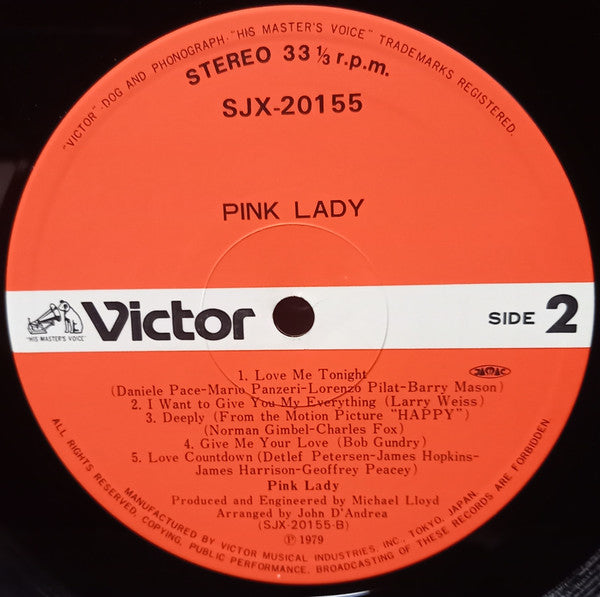 "VICTOR"-DOG AND PHONOGRAPH-"HIS MASTER'S VOICE" TRADEMARKS REGISTERED.
STEREO 33 1/3 r.p.m.
SJX-20155
PINK LADY
"HIS MASTER'S VOICE"
Victor
SIDE 2
1. Love Me Tonight
(Daniele Pace-Mario Panzeri-Lorenzo Pilat-Barry Mason)
JASRAC
2. I Want to Give You My Everything (Larry Weiss)
3. Deeply (From the Motion Picture "HAPPY")
(Norman Gimbel-Charles Fox)
4. Give Me Your Love (Bob Gundry)
5. Love Countdown (Detlef Petersen-James Hopkins-
James Harrison-Geoffrey Peacey)
Pink Lady
Produced and Engineered by Michael Lloyd
Arranged by John D'Andrea
(SJX-20155-B)
Ⓟ 1979
MANUFACTURED BY VICTOR MUSICAL INDUSTRIES, INC., TOKYO, JAPAN.
ALL RIGHTS RESERVED, COPYING, PUBLIC PERFORMANCE, BROADCASTING OF THESE RECORDS ARE FORBIDDEN.